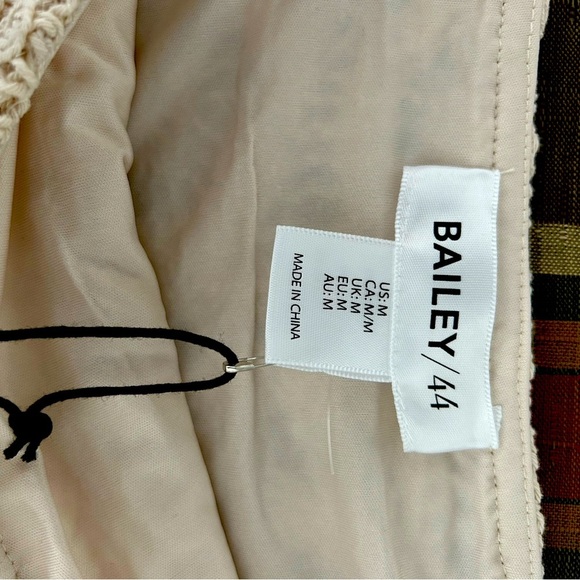 BAILEY/44
US: M
CA: M/M
UK: M
EU: M
AU: M
MADE IN CHINA